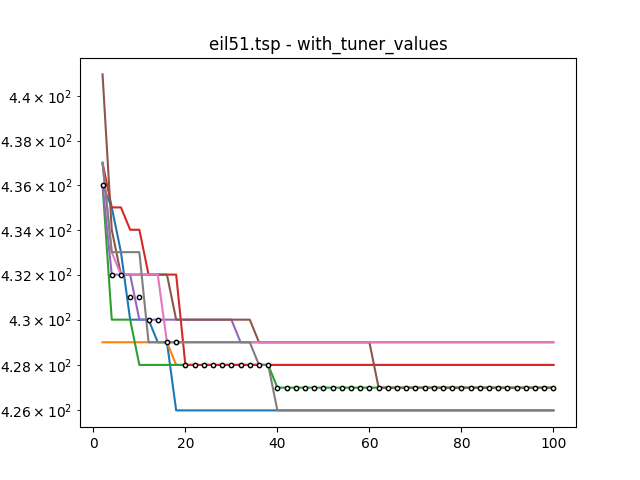 eil51.tsp - with_tuner_values
4.4 × 10²
4.38 × 10²
4.36 × 10²
4.34 × 10²
4.32 × 10²
4.3 × 10²
4.28 × 10²
4.26 × 10²
0 20 40 60 80 100